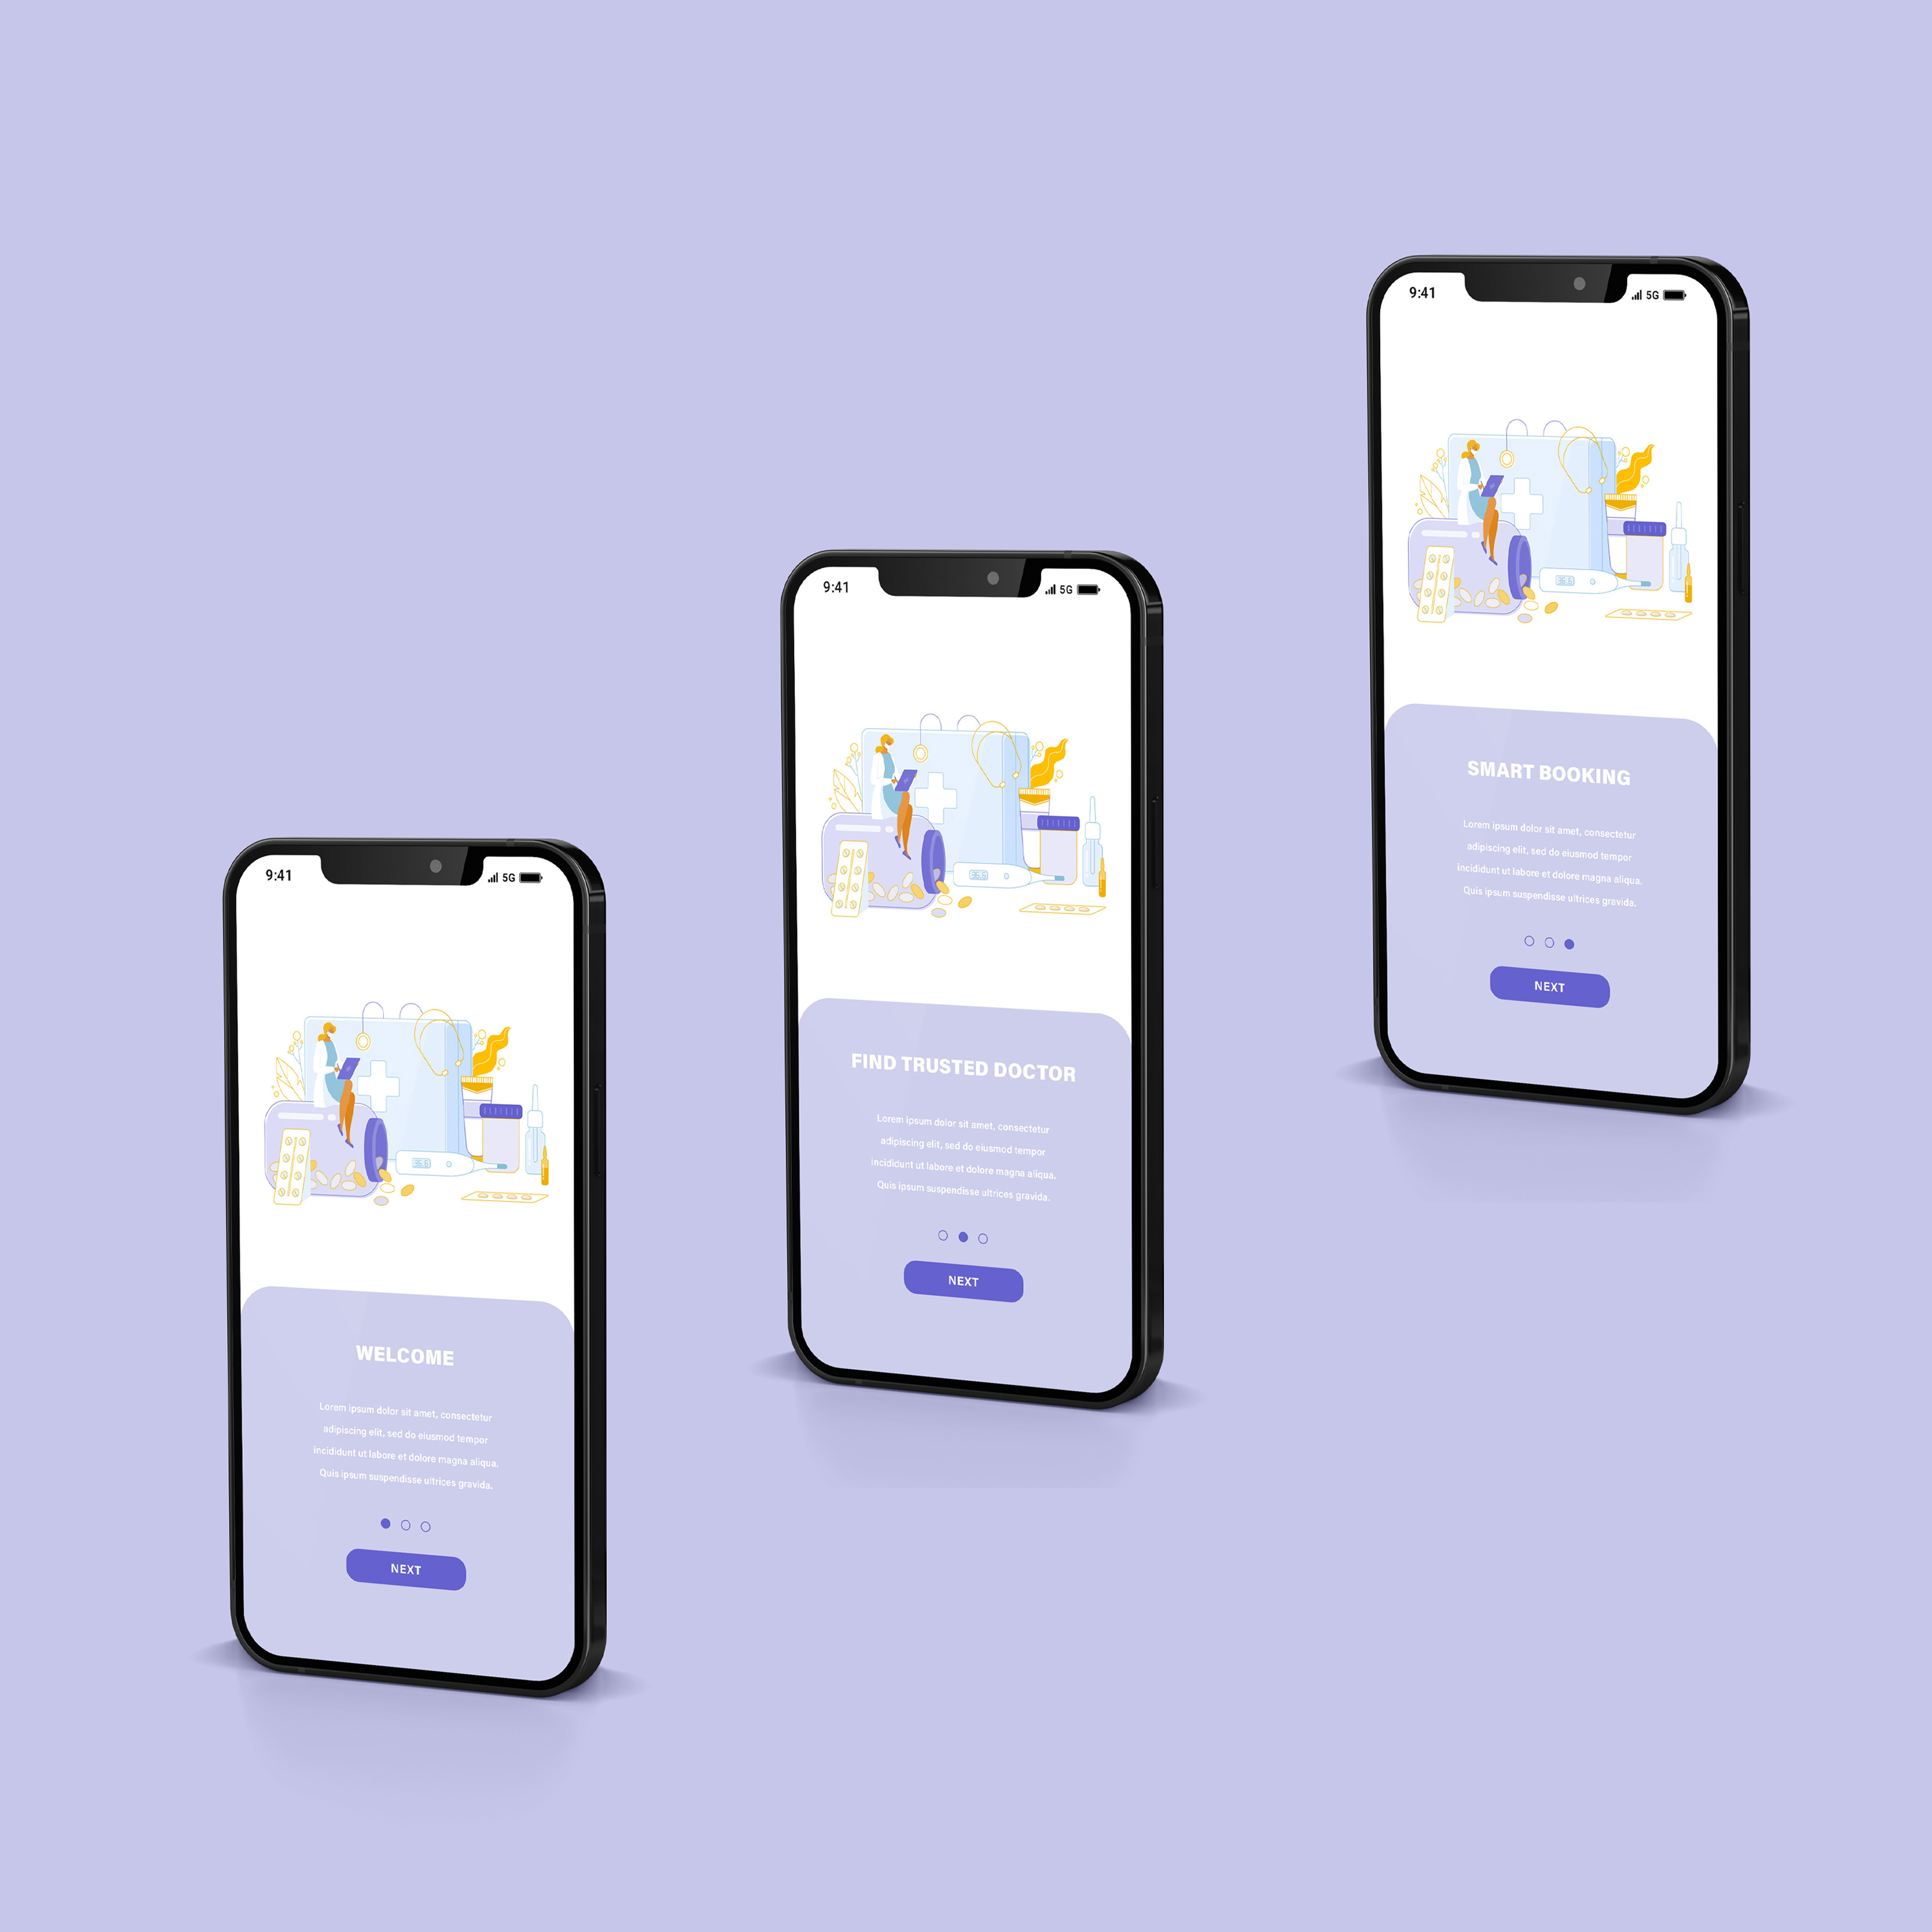 9:41
5G
WELCOME
Lorem ipsum dolor sit amet, consectetur
adipiscing elit, sed do eiusmod tempor
incididunt ut labore et dolore magna aliqua.
Quis ipsum suspendisse ultrices gravida.
NEXT
9:41
5G
FIND TRUSTED DOCTOR
Lorem ipsum dolor sit amet, consectetur
adipiscing elit, sed do eiusmod tempor
incididunt ut labore et dolore magna aliqua.
Quis ipsum suspendisse ultrices gravida.
NEXT
9:41
5G
SMART BOOKING
Lorem ipsum dolor sit amet, consectetur
adipiscing elit, sed do eiusmod tempor
incididunt ut labore et dolore magna aliqua.
Quis ipsum suspendisse ultrices gravida.
NEXT